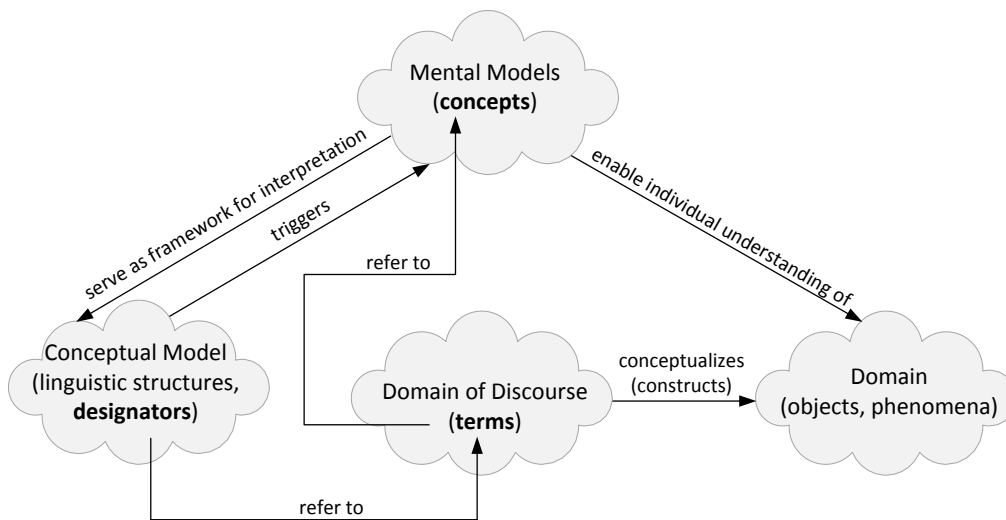 Mental Models
(concepts)
serve as framework for interpretation
triggers
enable individual understanding of
refer to
Conceptual Model
(linguistic structures,
designators)
Domain of Discourse
(terms)
conceptualizes
(constructs)
Domain
(objects, phenomena)
refer to